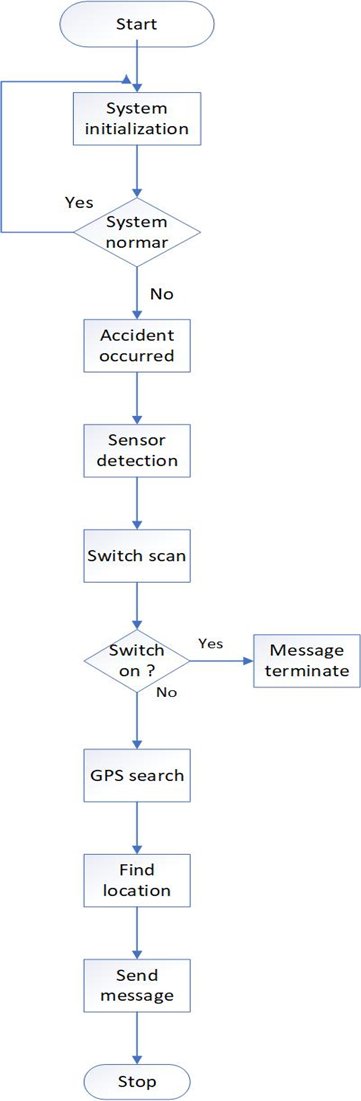 Start
System
initialization
Yes
System
normar
No
Accident
occurred
Sensor
detection
Switch scan
Switch
on ?
Yes
Message
terminate
No
GPS search
Find
location
Send
message
Stop